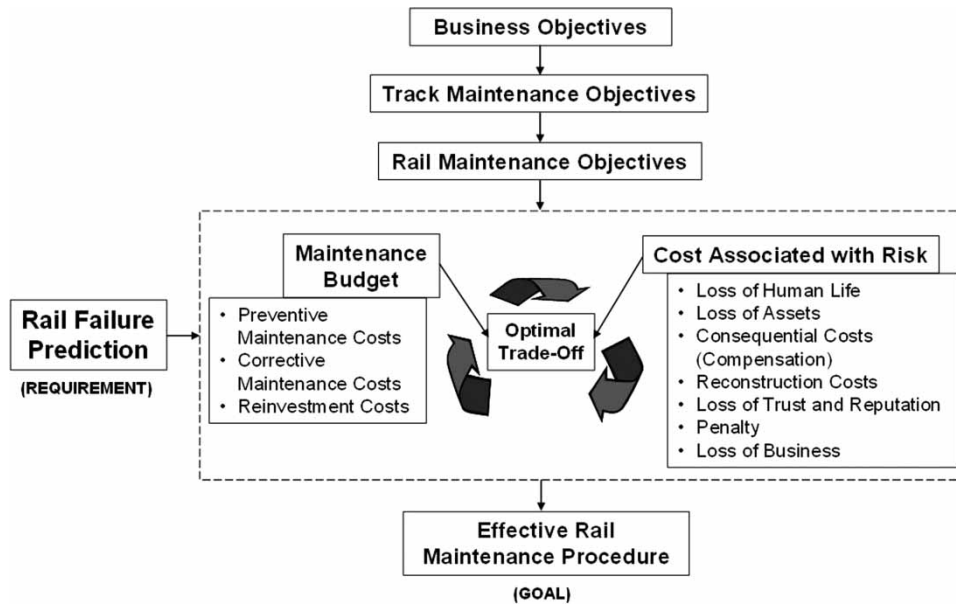 Business Objectives
Track Maintenance Objectives
Rail Maintenance Objectives
Maintenance
Budget
• Preventive
Maintenance Costs
• Corrective
Maintenance Costs
• Reinvestment Costs
Optimal
Trade-Off
Cost Associated with Risk
• Loss of Human Life
• Loss of Assets
• Consequential Costs
(Compensation)
• Reconstruction Costs
• Loss of Trust and Reputation
• Penalty
• Loss of Business
Rail Failure
Prediction
(REQUIREMENT)
Effective Rail
Maintenance Procedure
(GOAL)